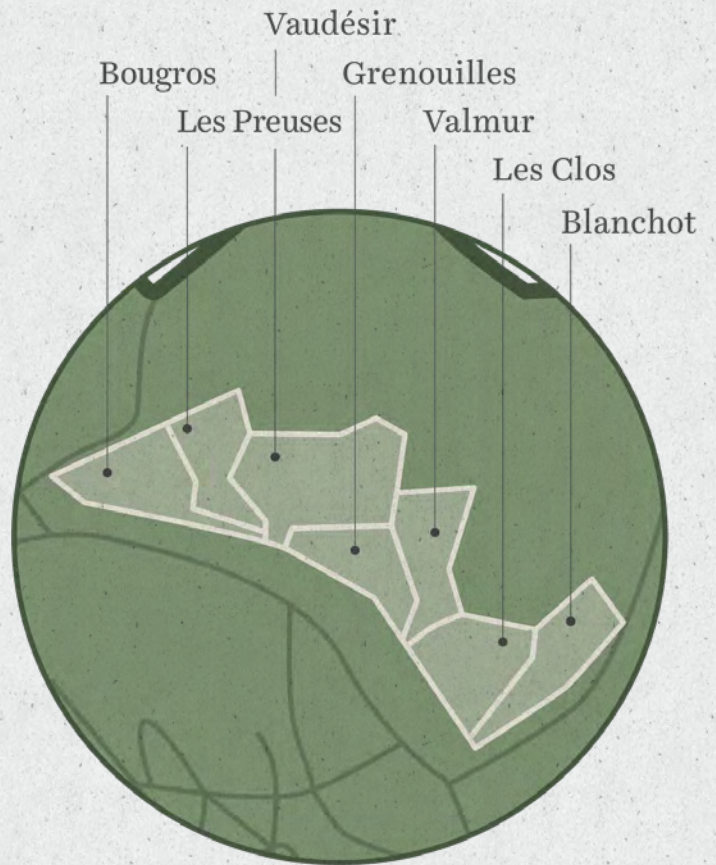 Vaudésir
Bougros
Grenouilles
Les Preuses
Valmur
Les Clos
Blanchot